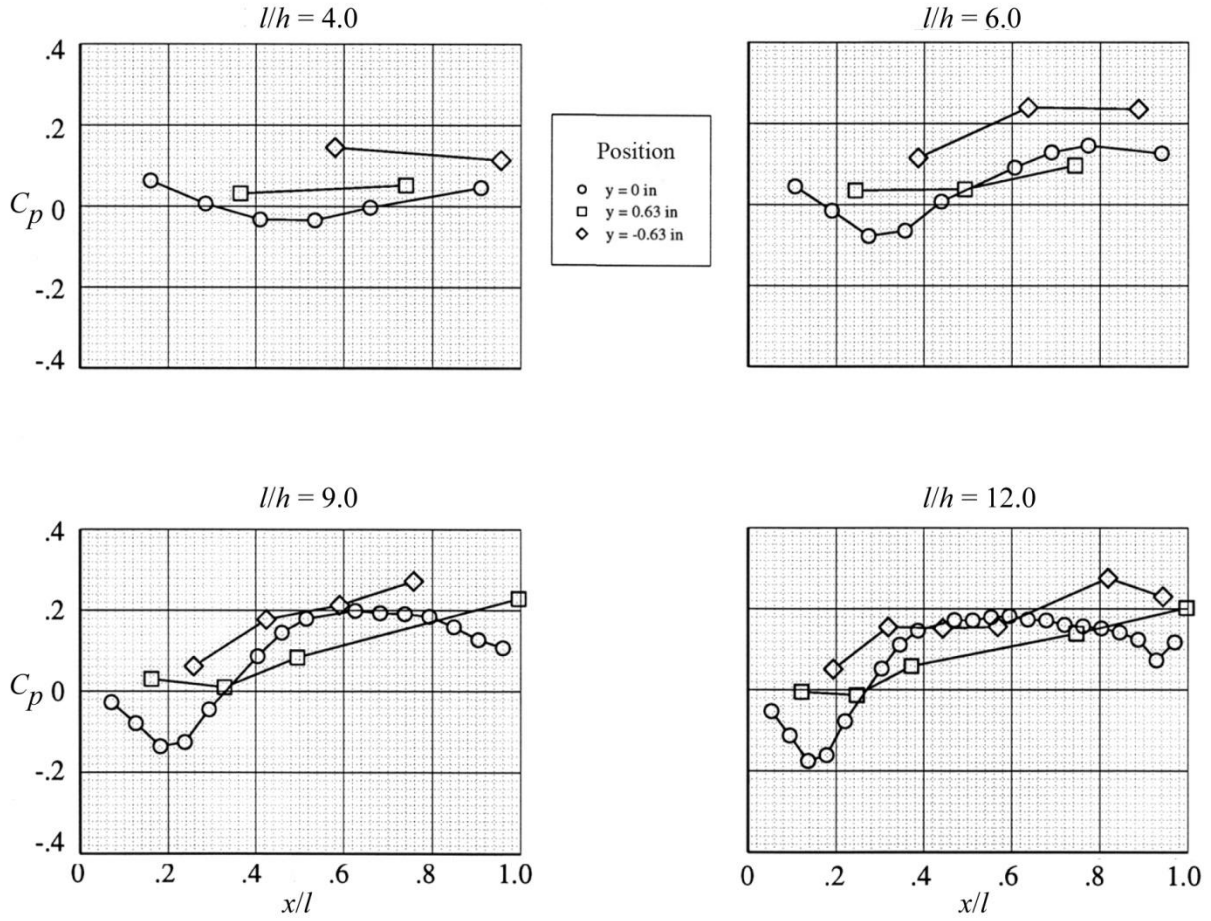 l/h = 4.0
l/h = 6.0
.4
.2
0
-.2
-.4
C_p
Position
y = 0 in
y = 0.63 in
y = -0.63 in
l/h = 9.0
l/h = 12.0
.4
.2
0
-.2
-.4
C_p
0 .2 .4 .6 .8 1.0
x/l
0 .2 .4 .6 .8 1.0
x/l